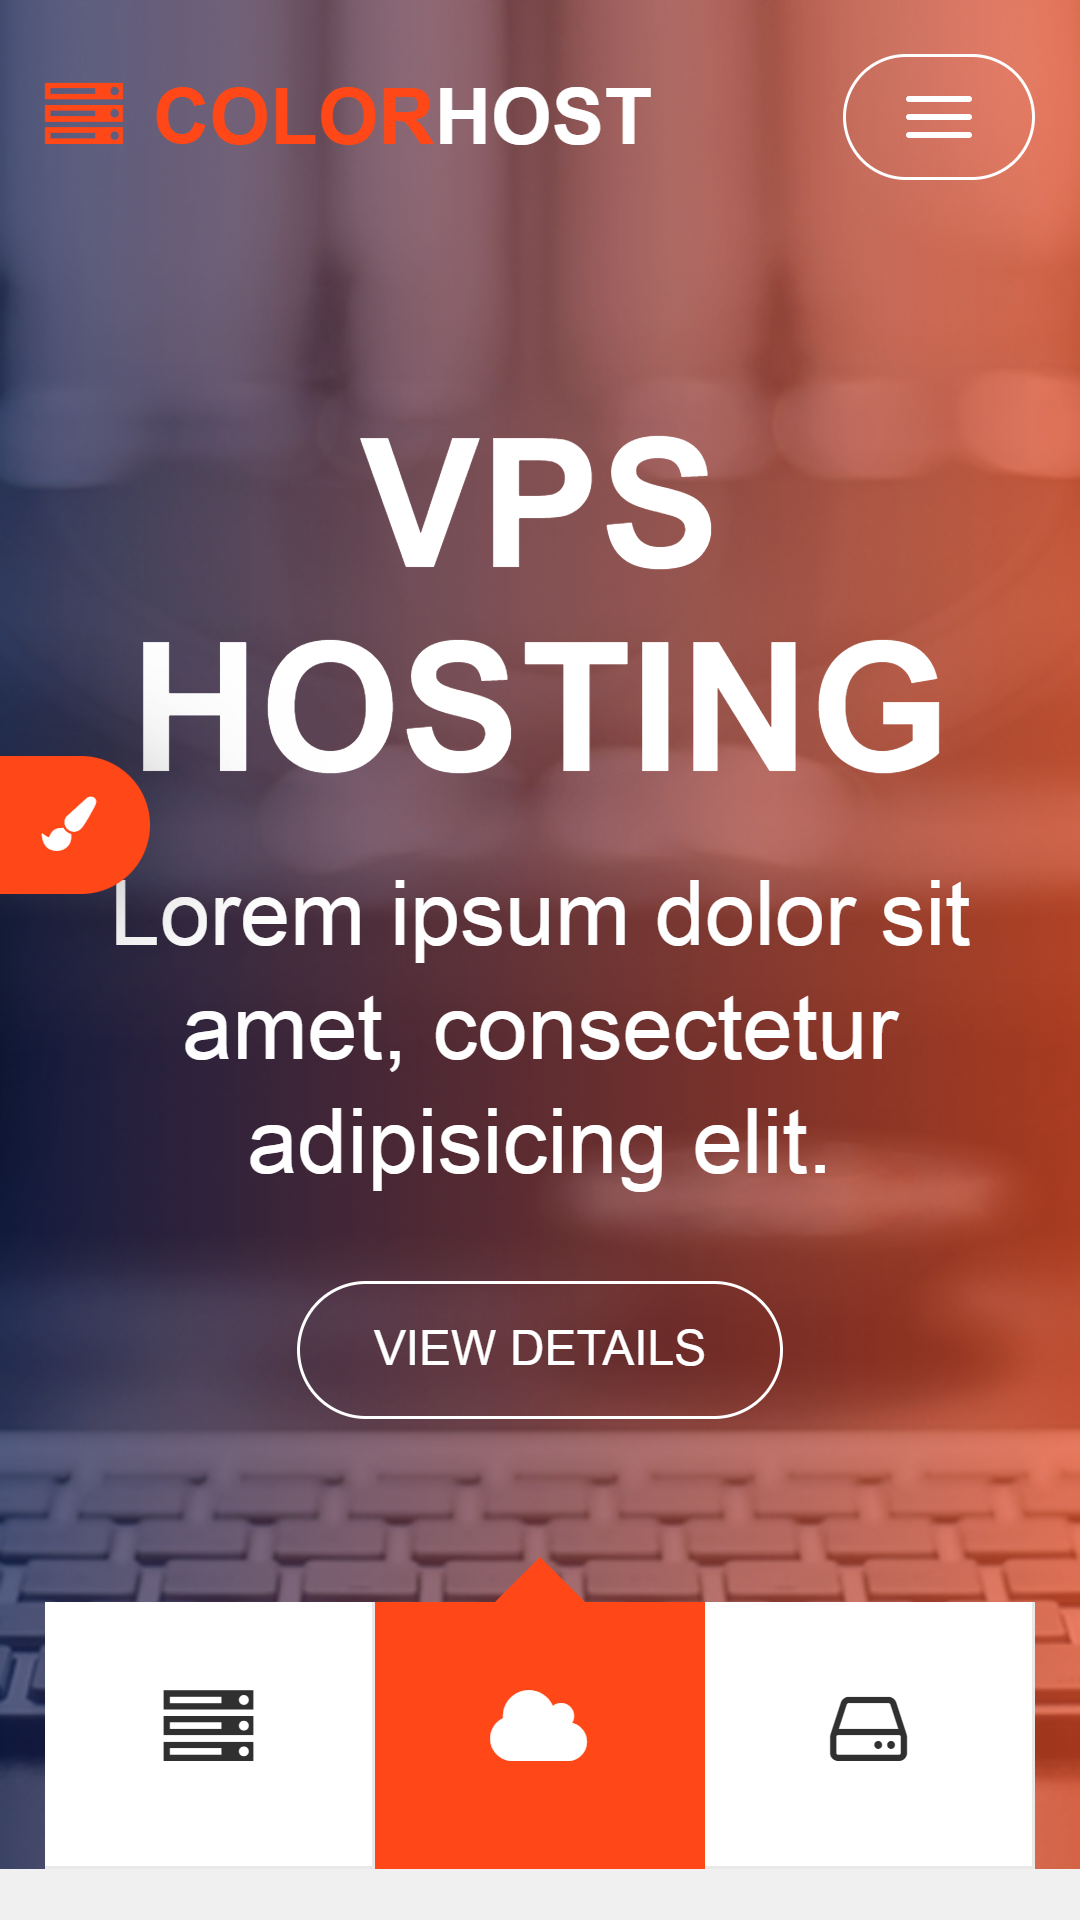 COLORHOST
VPS
HOSTING
Lorem ipsum dolor sit
amet, consectetur
adipisicing elit.
VIEW DETAILS